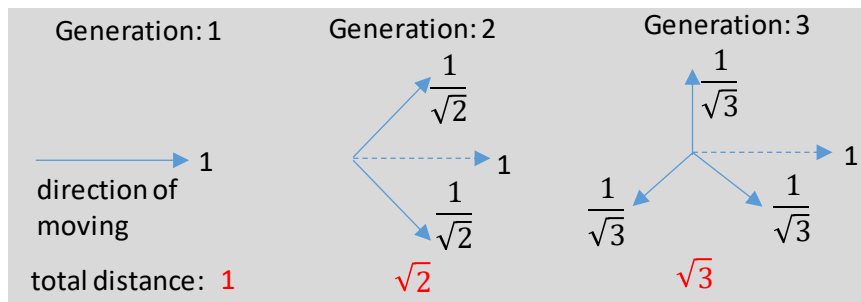 Generation: 1
Generation: 2
Generation: 3
1/√2
1/√3
1
1
1
direction of
moving
1/√2
1/√3
1/√3
total distance: 1
√2
√3